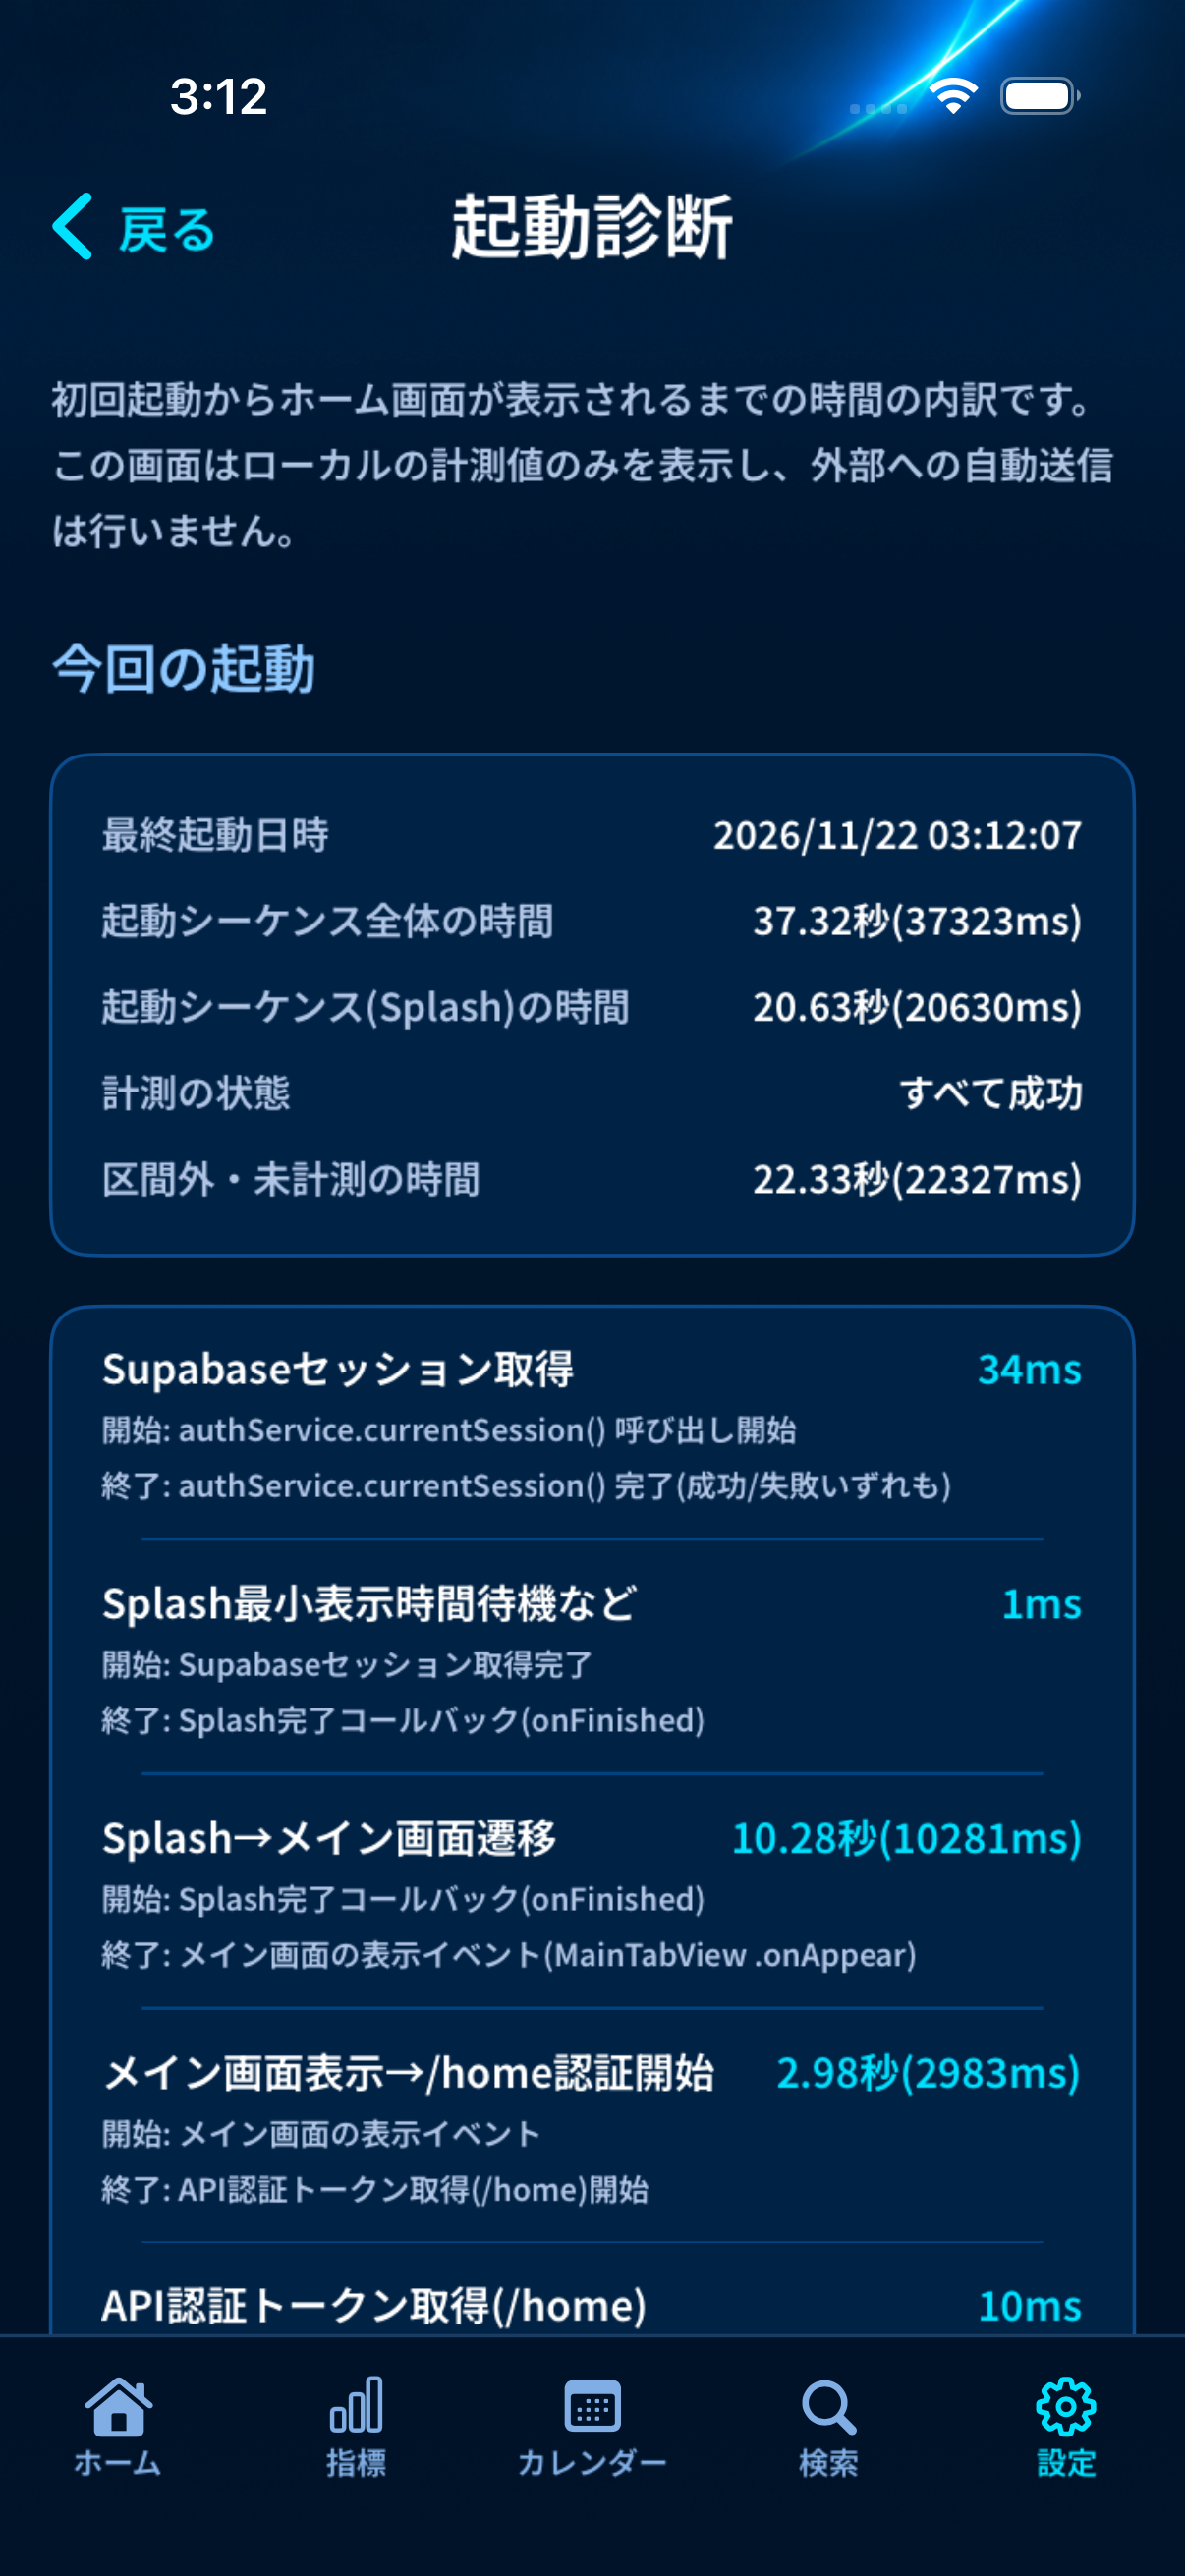 3:12
戻る
起動診断
初回起動からホーム画面が表示されるまでの時間の内訳です。
この画面はローカルの計測値のみを表示し、外部への自動送信
は行いません。
今回の起動
最終起動日時 2026/11/22 03:12:07
起動シーケンス全体の時間 37.32秒(37323ms)
起動シーケンス(Splash)の時間 20.63秒(20630ms)
計測の状態 すべて成功
区間外・未計測の時間 22.33秒(22327ms)
Supabaseセッション取得 34ms
開始: authService.currentSession() 呼び出し開始
終了: authService.currentSession() 完了(成功/失敗いずれも)
Splash最小表示時間待機など 1ms
開始: Supabaseセッション取得完了
終了: Splash完了コールバック(onFinished)
Splash→メイン画面遷移 10.28秒(10281ms)
開始: Splash完了コールバック(onFinished)
終了: メイン画面の表示イベント(MainTabView .onAppear)
メイン画面表示→/home認証開始 2.98秒(2983ms)
開始: メイン画面の表示イベント
終了: API認証トークン取得(/home)開始
API認証トークン取得(/home) 10ms
ホーム 指標 カレンダー 検索 設定